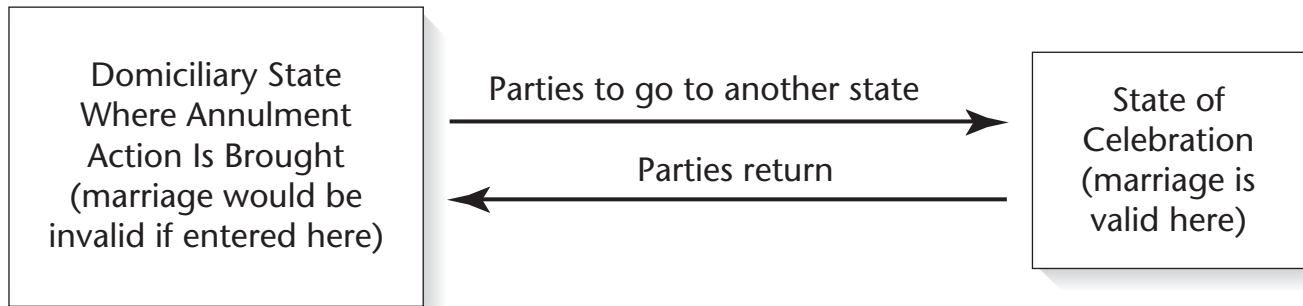 Domiciliary State
Where Annulment
Action Is Brought
(marriage would be
invalid if entered here)
Parties to go to another state
Parties return
State of
Celebration
(marriage is
valid here)